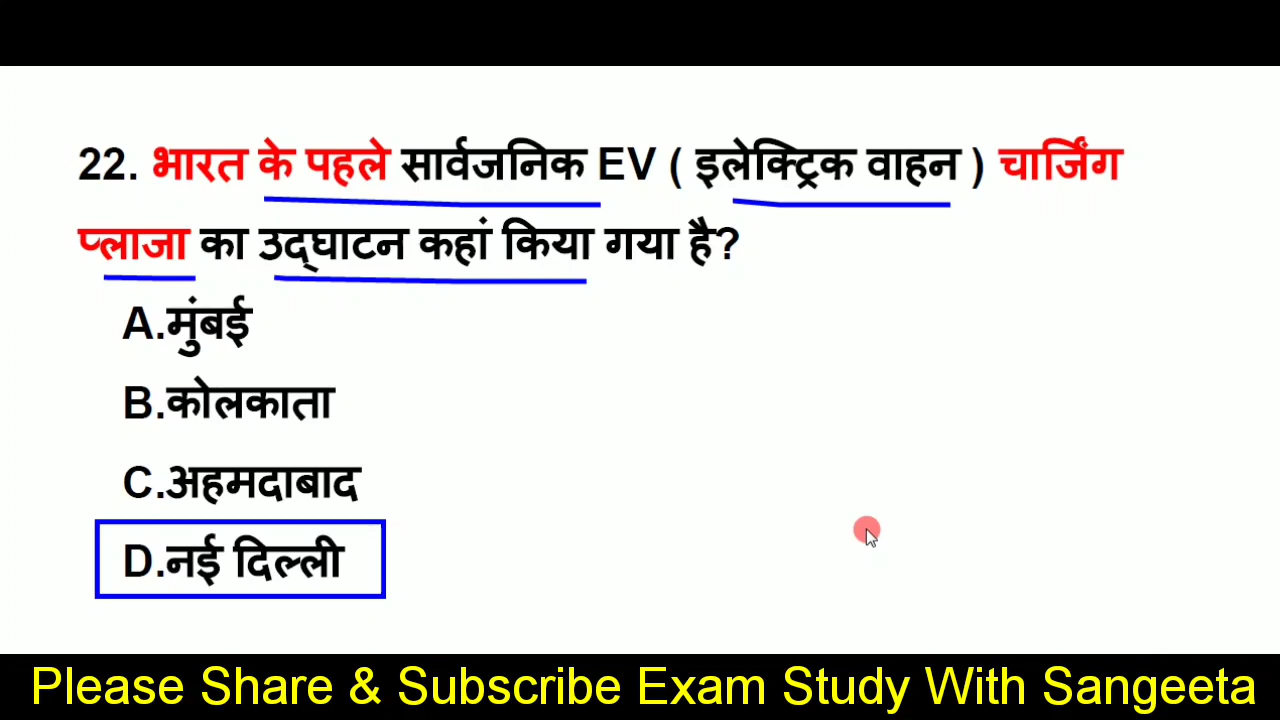 22. भारत के पहले सार्वजनिक EV ( इलेक्ट्रिक वाहन ) चार्जिंग
प्लाजा का उद्घाटन कहां किया गया है?
A.मुंबई
B.कोलकाता
C.अहमदाबाद
D.नई दिल्ली
Please Share & Subscribe Exam Study With Sangeeta